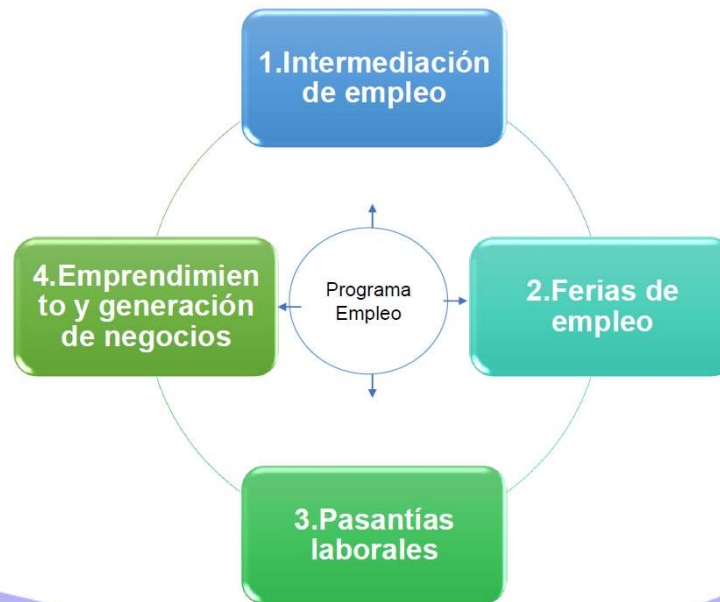 1.Intermediación
de empleo
4.Emprendimien
to y generación
de negocios
Programa
Empleo
2.Ferias de
empleo
3.Pasantías
laborales